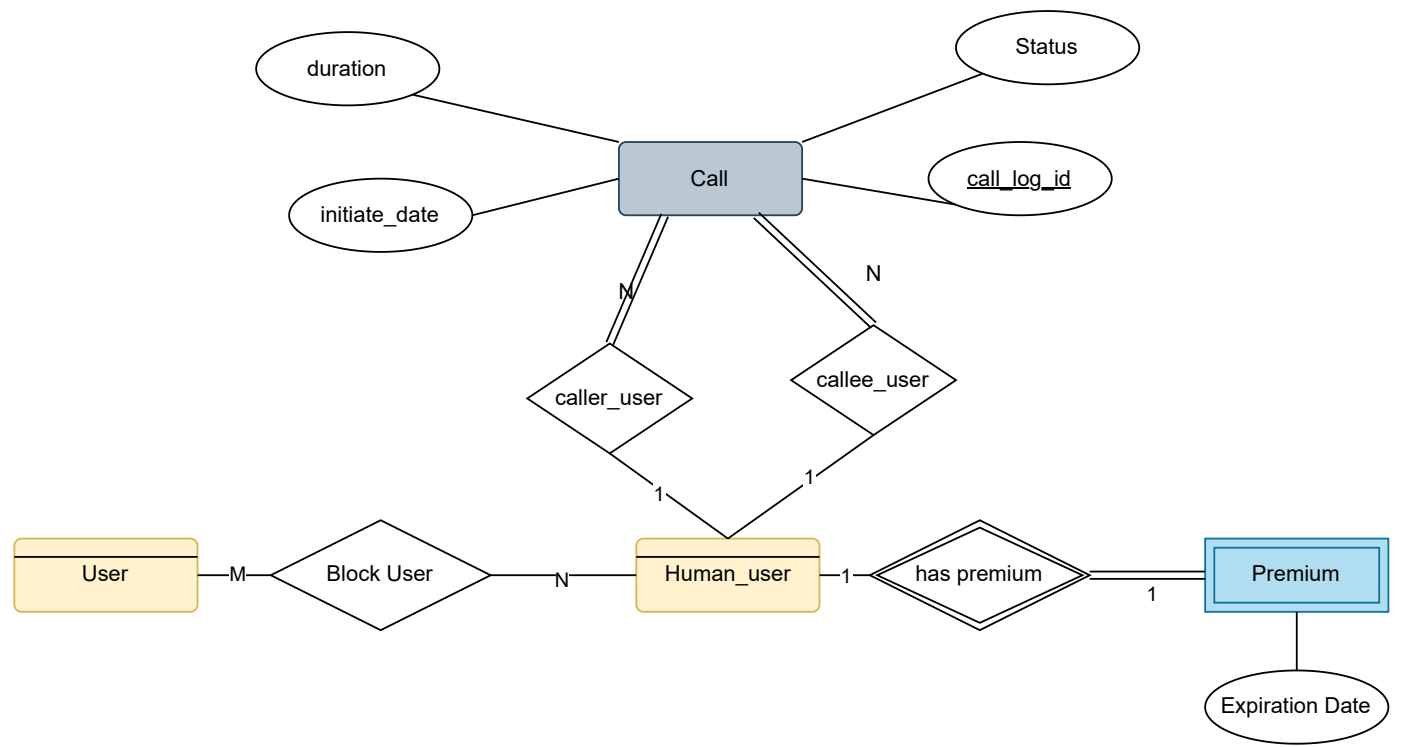 duration
Status
Call
call_log_id
initiate_date
N
N
caller_user
callee_user
1
1
User
M
Block User
N
Human_user
1
has premium
1
Premium
Expiration Date